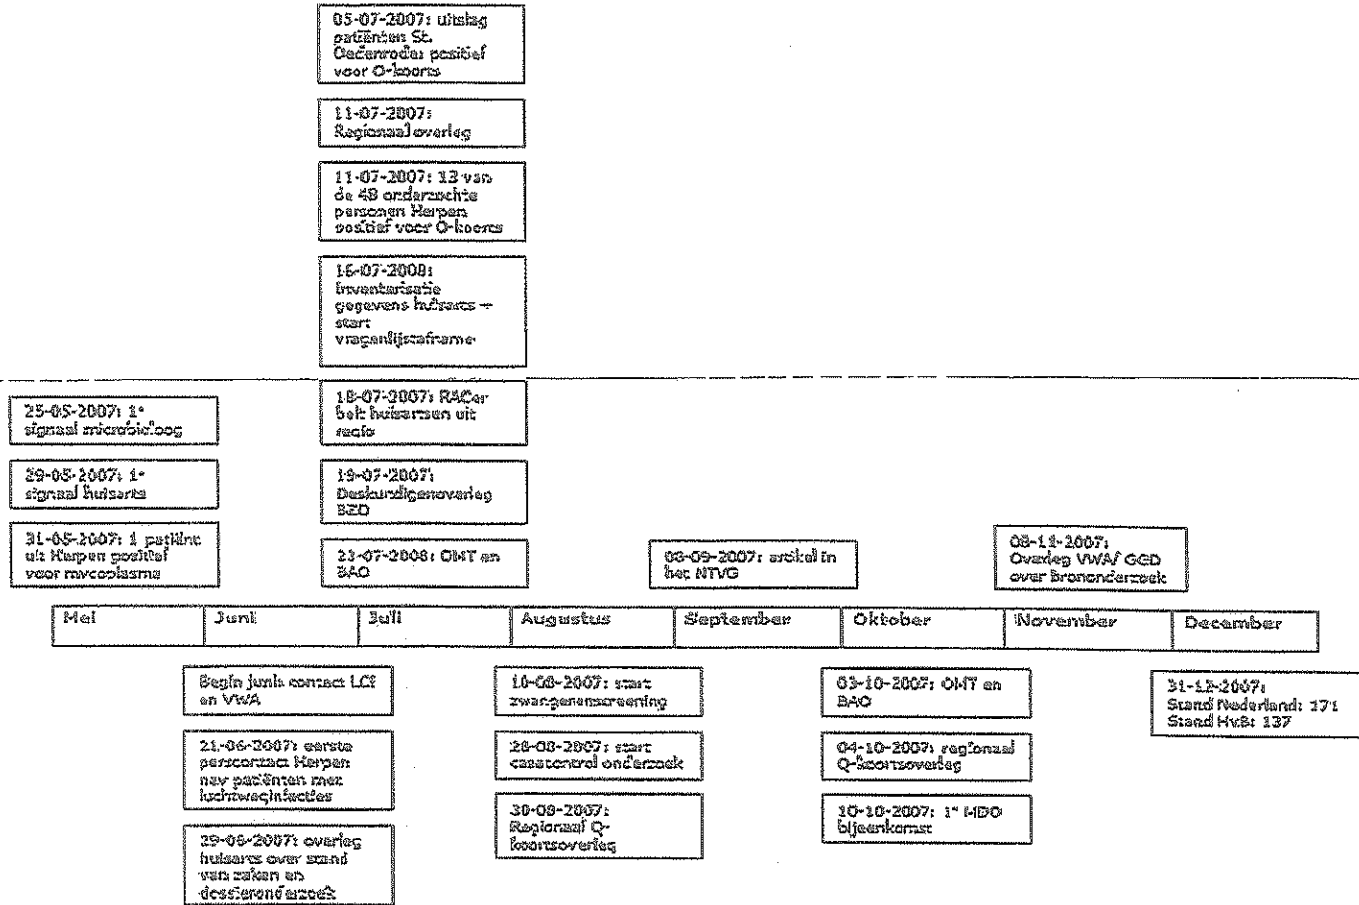 05-07-2007: uitslag
patiënten St.
Oedenrode: positief
voor Q-koorts
11-07-2007:
Regionaal overleg
11-07-2007: 13 van
de 48 onderzochte
personen Herpen
positief voor Q-koorts
16-07-2008:
Inventarisatie
gegevens huisarts –
start
vragenlijstafname
18-07-2007: RACer
belt huisartsen uit
regio
19-07-2007:
Deskundigenoverleg
BZO
23-07-2008: OMT en
BAO
25-05-2007: 1e
signaal microbioloog
29-05-2007: 1e
signaal huisarts
31-05-2007: 1 patiënt
uit Herpen positief
voor mycoplasma
08-09-2007: artikel in
het NTVG
08-11-2007:
Overleg VWA/ GGD
over brononderzoek
Mei Juni Juli Augustus September Oktober November December
Begin juni: contact LCI
en VWA
21-06-2007: eerste
perscontact Herpen
nav patiënten met
luchtweginfecties
29-06-2007: overleg
huisarts over stand
van zaken en
dossieronderzoek
10-08-2007: start
zwangerenscreening
28-08-2007: start
casecontrol onderzoek
30-08-2007:
Regionaal Q-
koortsoverleg
03-10-2007: OMT en
BAO
04-10-2007: regionaal
Q-koortsoverleg
10-10-2007: 1e MDO
bijeenkomst
31-12-2007:
Stand Nederland: 171
Stand HvB: 137